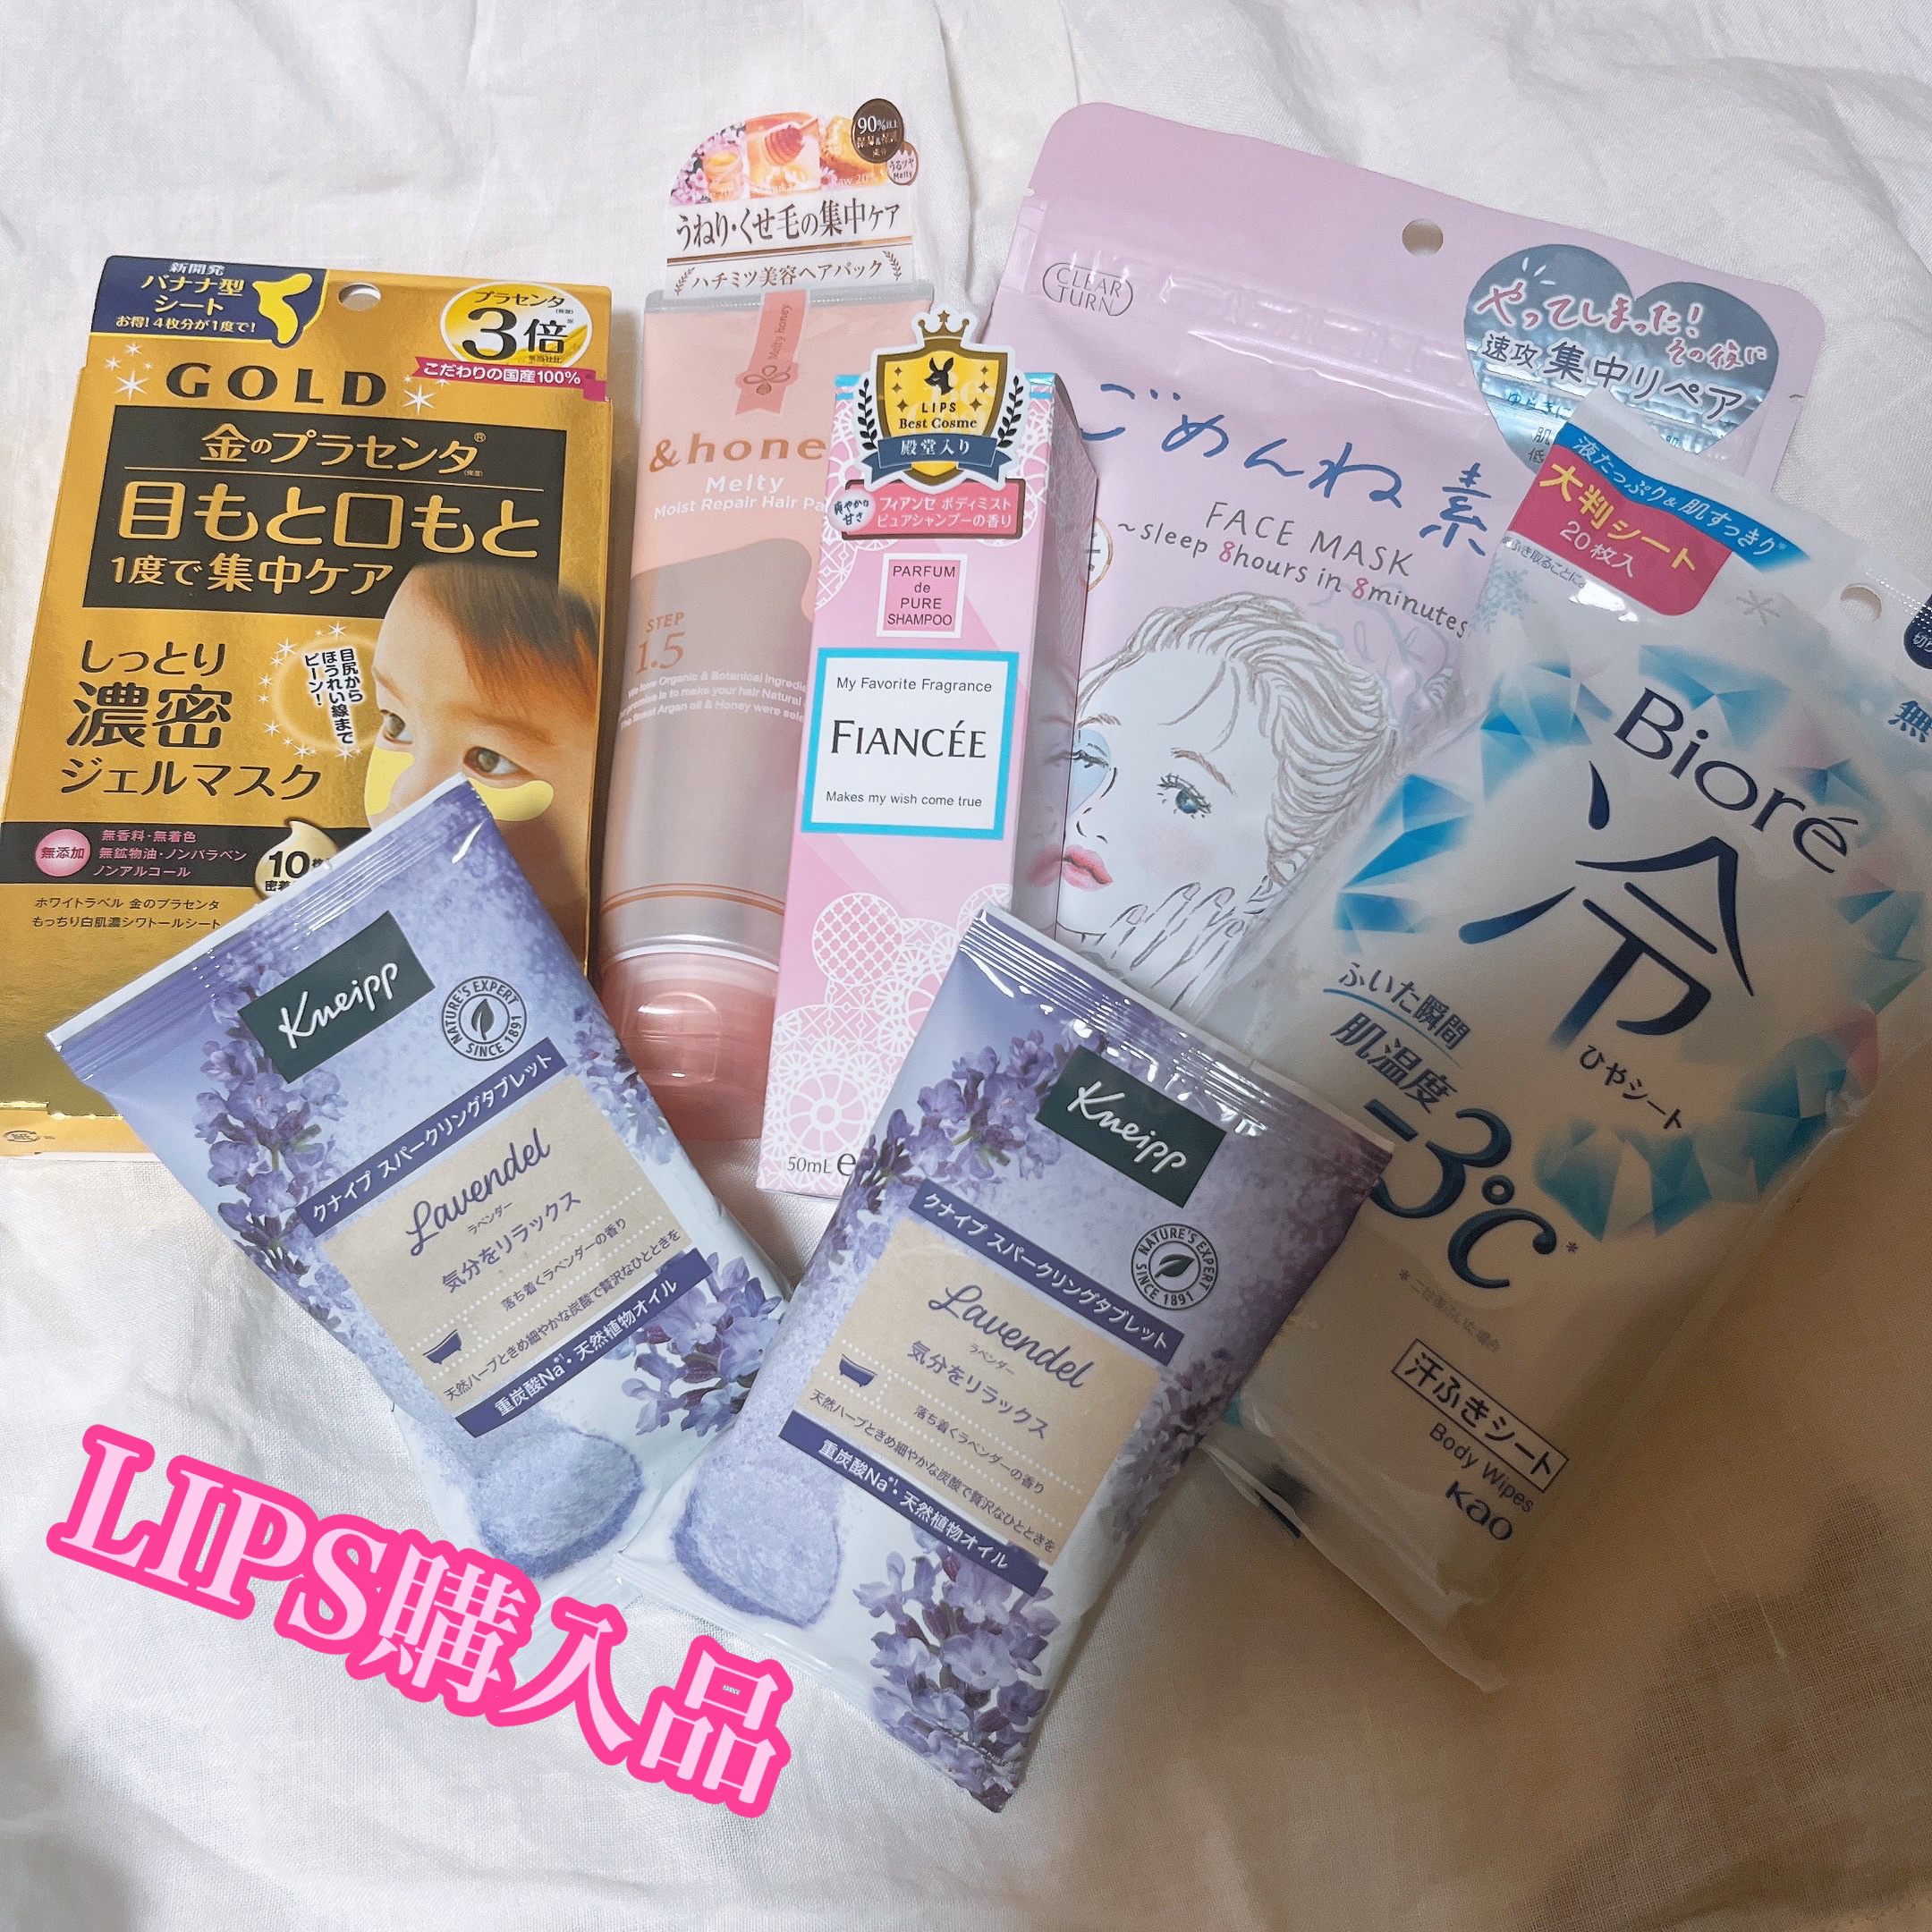 新開発
バナナ型
シート
お得!4枚分が1度で!
プラセンタ
3倍
こだわりの国産100%
GOLD
金のプラセンタ®
目もと口もと
1度で集中ケア
しっとり
濃密
ジェルマスク
目尻から
ほうれい線まで
ピーン!
無添加
無香料・無着色
無鉱物油・ノンパラベン
ノンアルコール
10
ホワイトラベル 金のプラセンタ
もっちり白肌濃シワトールシート
90%以上
うるツヤ
Melty
うねり・くせ毛の集中ケア
ハチミツ美容ヘアパック
Melty honey
&hone
Melty
Moist Repair Hair Pa
STEP
1.5
LIPS
Best Cosme
殿堂入り
爽やかな
甘さ
フィアンセ ボディミスト
ピュアシャンプーの香り
PARFUM
de
PURE
SHAMPOO
My Favorite Fragrance
FIANCÉE
Makes my wish come true
50mL e
CLEAR
TURN
やってしまった!
その後に
速攻 集中リペア
ごめんね素
FACE MASK
~sleep 8hours in 8minutes
液たっぷり&肌すっきり*
大判シート
20枚入
Bioré
冷
ひやシート
ふいた瞬間
肌温度
-3℃*
汗ふきシート
Body Wipes
Kao
Kneipp
NATURE'S EXPERT
SINCE 1891
クナイプ スパークリングタブレット
Lavendel
ラベンダー
気分をリラックス
落ち着くラベンダーの香り
天然ハーブときめ細やかな炭酸で贅沢なひとときを
重炭酸Na*¹・天然植物オイル
Kneipp
NATURE'S EXPERT
SINCE 1891
クナイプ スパークリングタブレット
Lavendel
ラベンダー
気分をリラックス
落ち着くラベンダーの香り
天然ハーブときめ細やかな炭酸で贅沢なひとときを
重炭酸Na*¹・天然植物オイル
LIPS購入品